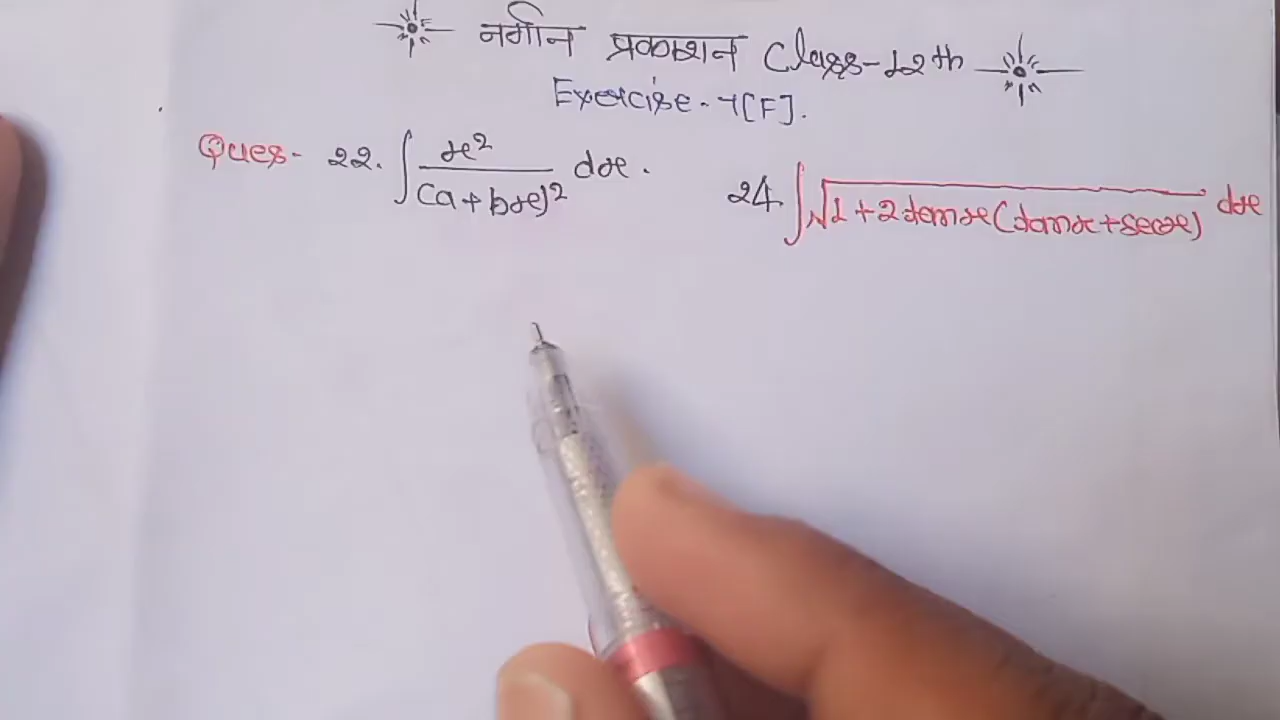 नगीन प्रकाशन Class-12th
Exercise-7[F].
Ques- 22. ∫ x²/(a+bx)² dx.
24. ∫ √1+2tanx(tanx+secx) dx